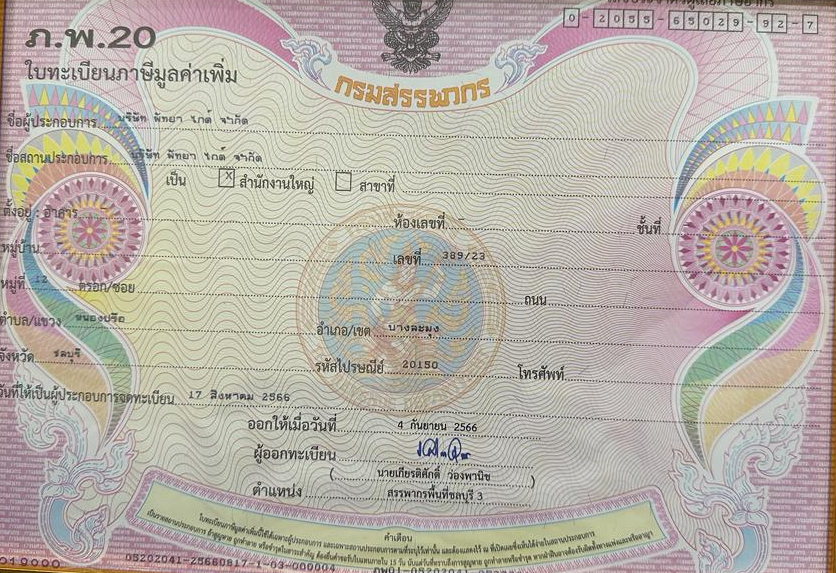 ภ.พ.20
ใบทะเบียนภาษีมูลค่าเพิ่ม
กรมสรรพากร
0-2055-65029-92-7
ชื่อผู้ประกอบการ บริษัท พัทยา ไกด์ จำกัด
ชื่อสถานประกอบการ บริษัท พัทยา ไกด์ จำกัด
เป็น X สำนักงานใหญ่ สาขาที่
ตั้งอยู่ : อาคาร ห้องเลขที่ ชั้นที่
หมู่บ้าน เลขที่ 389/23
หมู่ที่ 12 ตรอก/ซอย ถนน
ตำบล/แขวง หนองปรือ อำเภอ/เขต บางละมุง
จังหวัด ชลบุรี รหัสไปรษณีย์ 20150 โทรศัพท์
วันที่ให้เป็นผู้ประกอบการจดทะเบียน 17 สิงหาคม 2566
ออกให้เมื่อวันที่ 4 กันยายน 2566
ผู้ออกทะเบียน
(นายเกียรติศักดิ์ ว่องพานิช)
ตำแหน่ง สรรพากรพื้นที่ชลบุรี 3
คำเตือน
05202041-25660817-1-03-000004